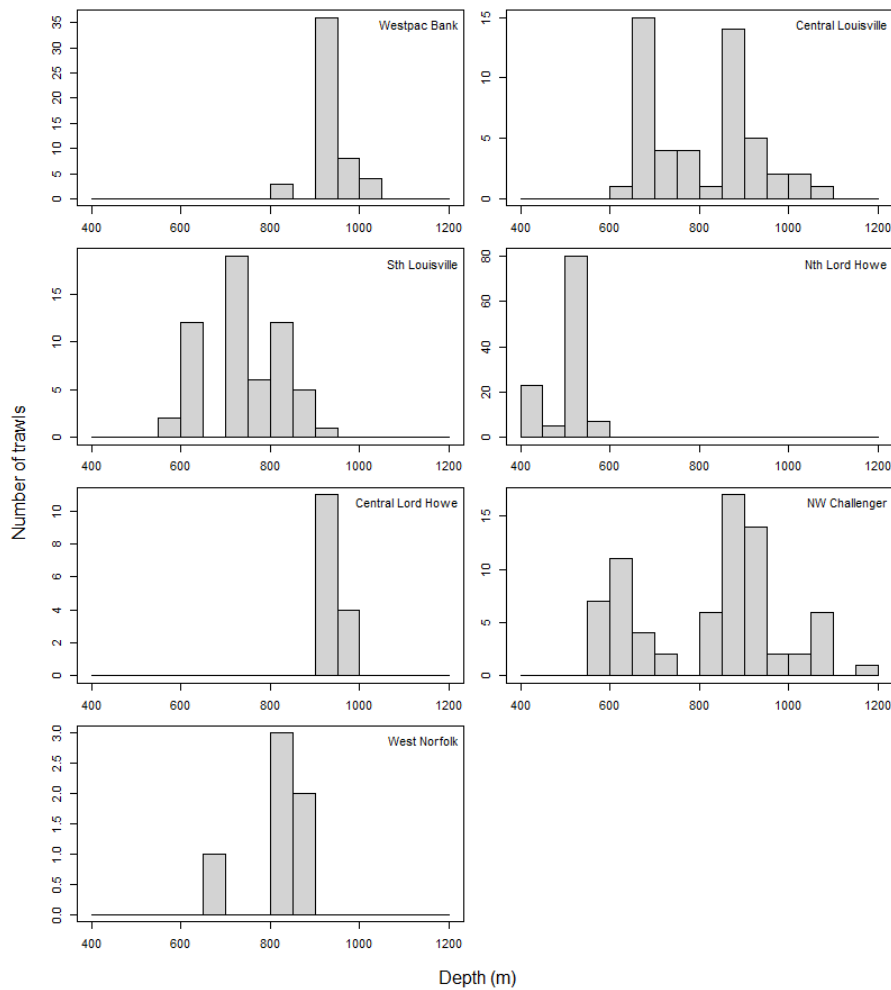 Westpac Bank
0 5 10 15 20 25 30 35
400 600 800 1000 1200
Central Louisville
0 5 10 15
400 600 800 1000 1200
Sth Louisville
0 5 10 15
400 600 800 1000 1200
Nth Lord Howe
0 20 40 60 80
400 600 800 1000 1200
Central Lord Howe
0 2 4 6 8 10
400 600 800 1000 1200
NW Challenger
0 5 10 15
400 600 800 1000 1200
West Norfolk
0.0 0.5 1.0 1.5 2.0 2.5 3.0
400 600 800 1000 1200
Number of trawls
Depth (m)